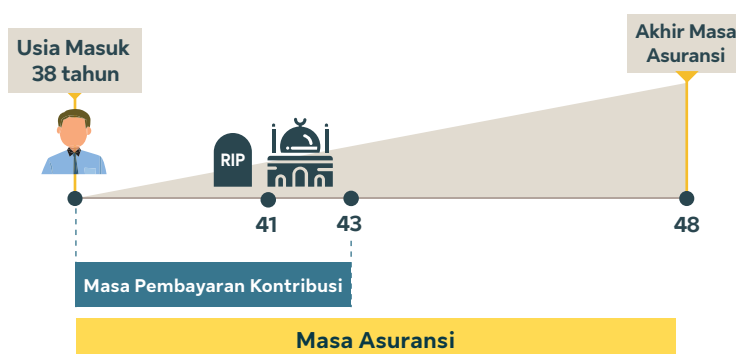 Usia Masuk
38 tahun
Akhir Masa
Asuransi
RIP
41
43
48
Masa Pembayaran Kontribusi
Masa Asuransi